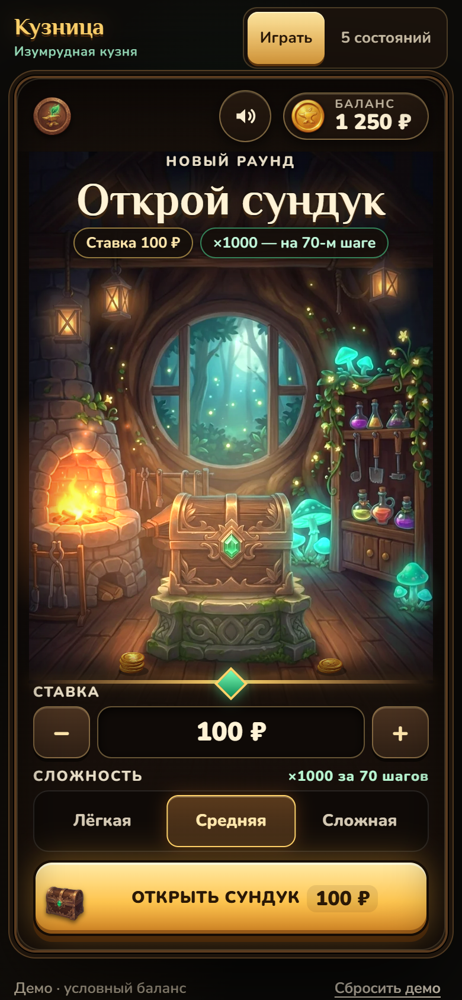 Кузница
Изумрудная кузня
Играть
5 состояний
БАЛАНС
1 250 ₽
НОВЫЙ РАУНД
Открой сундук
Ставка 100 ₽
×1000 — на 70-м шаге
СТАВКА
−
100 ₽
+
СЛОЖНОСТЬ
×1000 за 70 шагов
Лёгкая
Средняя
Сложная
ОТКРЫТЬ СУНДУК 100 ₽
Демо · условный баланс
Сбросить демо